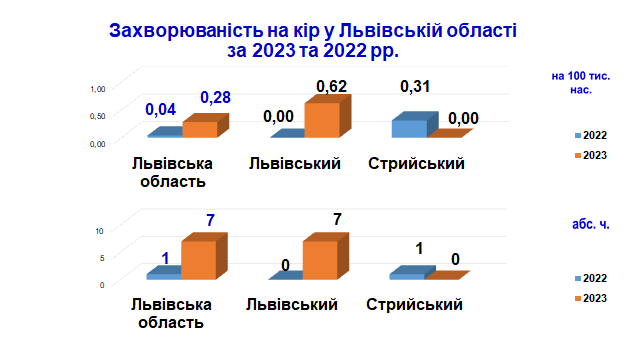 Захворюваність на кір у Львівській області
за 2023 та 2022 рр.
на 100 тис.
нас.
1,00
0,50
0,00
0,04
0,28
0,00
0,62
0,31
0,00
2022
2023
Львівська
область
Львівський
Стрийський
абс. ч.
10
5
0
1
7
0
7
1
0
2022
2023
Львівська
область
Львівський
Стрийський